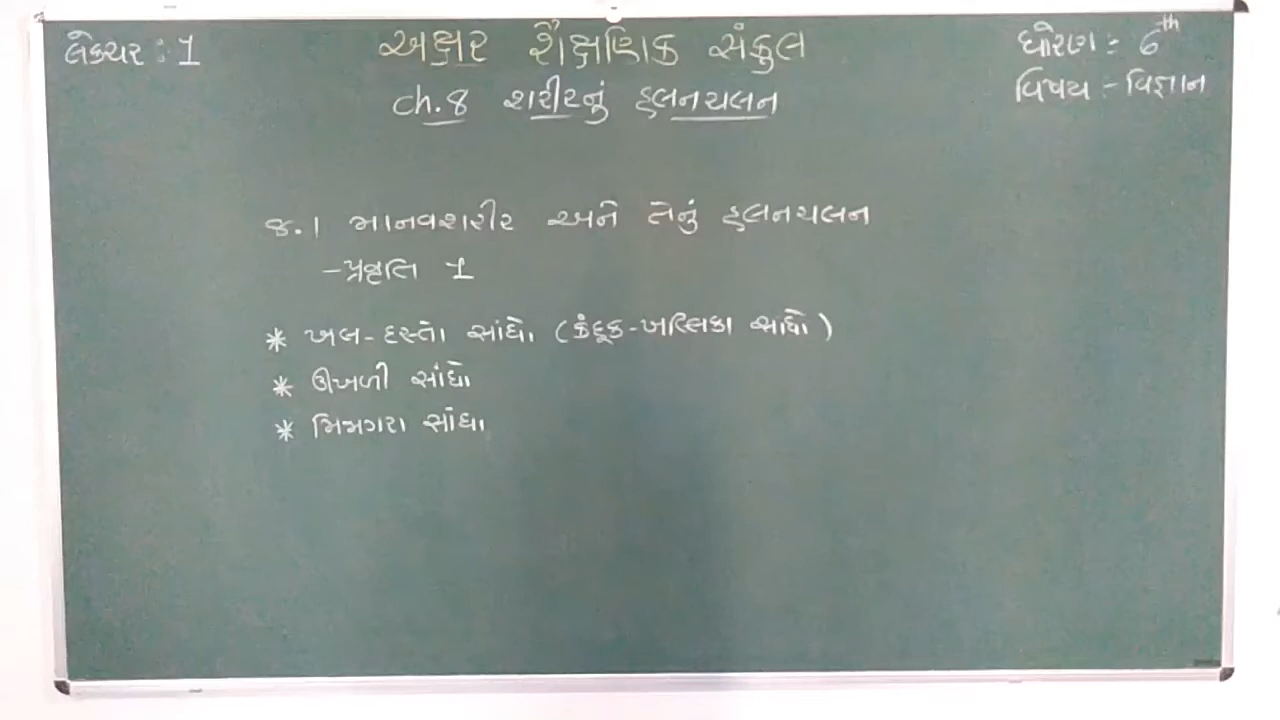 લેક્ચર : 1
અક્ષર શૈક્ષણિક સંકુલ
ધોરણ :- 6th
ch.8 શરીરનું હલનચલન
વિષય :- વિજ્ઞાન
8.1 માનવશરીર અને તેનું હલનચલન
- પ્રવૃત્તિ 1
* ખલ-દસ્તો સાંધો (કંદૂક-ખલ્લિકા સાંધો)
* ઊખળી સાંધો
* મિજાગરા સાંધા